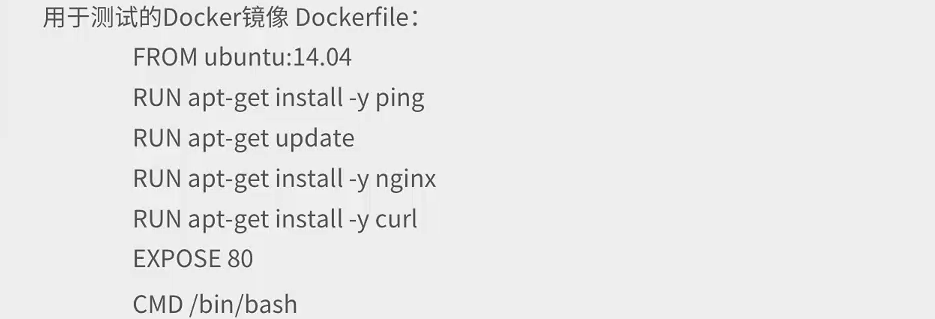 用于测试的Docker镜像 Dockerfile：
FROM ubuntu:14.04
RUN apt-get install -y ping
RUN apt-get update
RUN apt-get install -y nginx
RUN apt-get install -y curl
EXPOSE 80
CMD /bin/bash